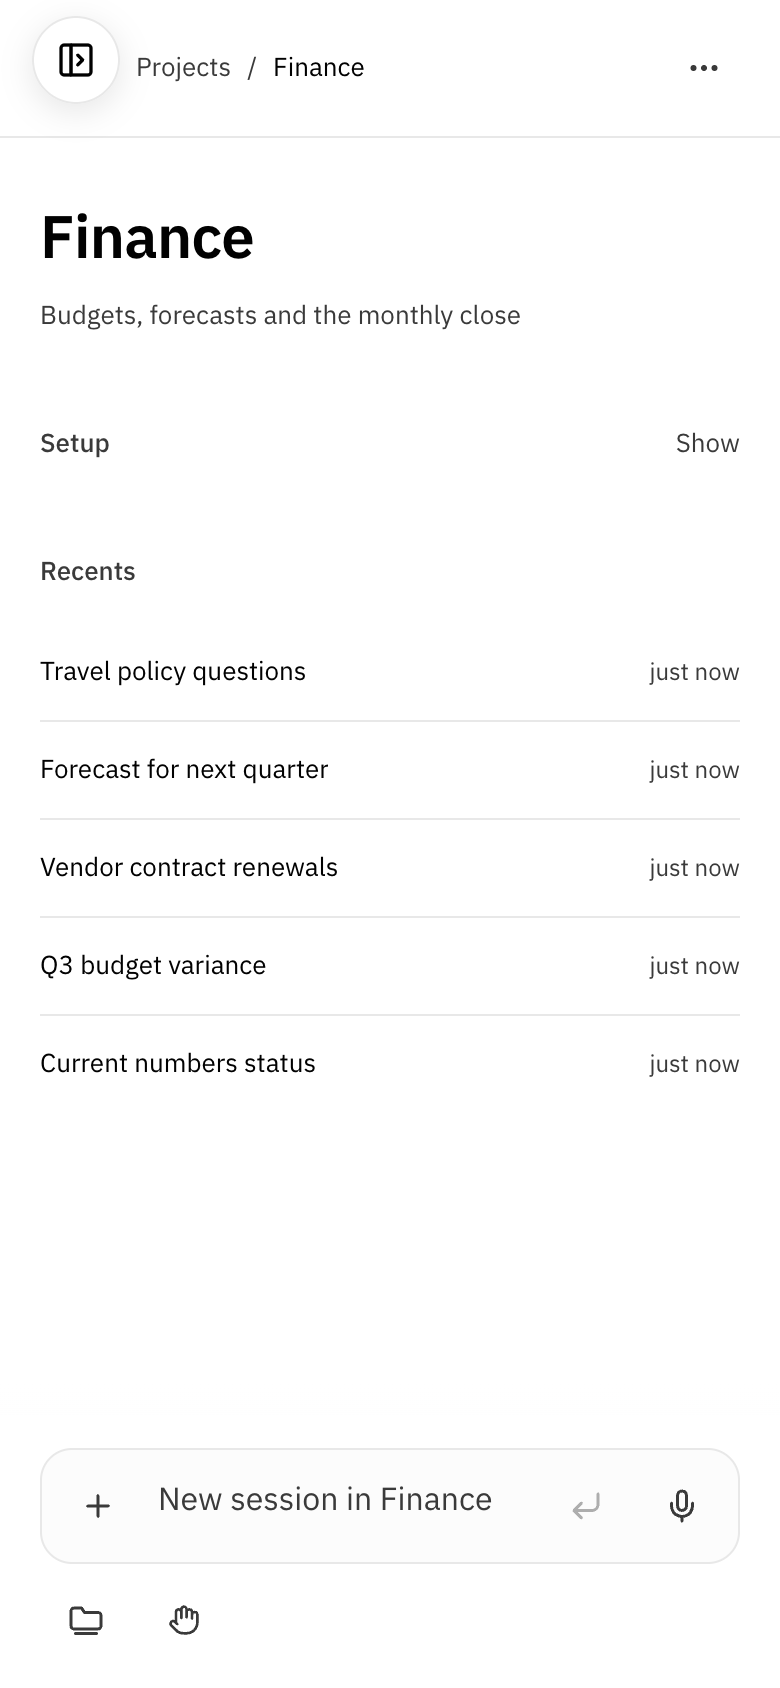 Projects / Finance
Finance
Budgets, forecasts and the monthly close
Setup Show
Recents
Travel policy questions just now
Forecast for next quarter just now
Vendor contract renewals just now
Q3 budget variance just now
Current numbers status just now
New session in Finance